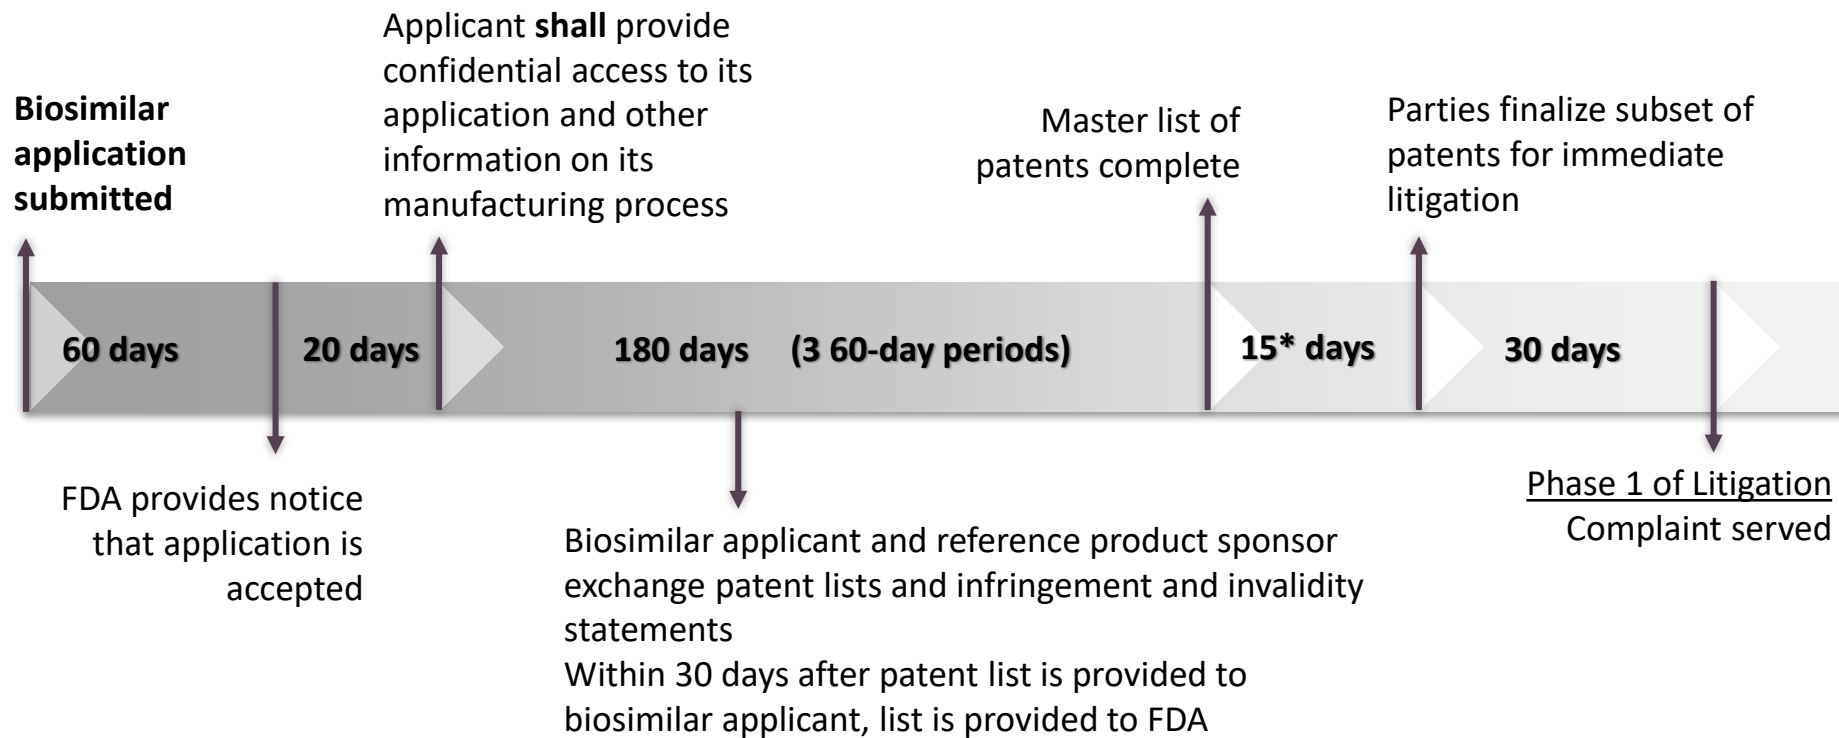 Biosimilar
application
submitted
Applicant shall provide
confidential access to its
application and other
information on its
manufacturing process
Master list of
patents complete
Parties finalize subset of
patents for immediate
litigation
60 days
20 days
180 days (3 60-day periods)
15* days
30 days
FDA provides notice
that application is
accepted
Biosimilar applicant and reference product sponsor
exchange patent lists and infringement and invalidity
statements
Within 30 days after patent list is provided to
biosimilar applicant, list is provided to FDA
Phase 1 of Litigation
Complaint served